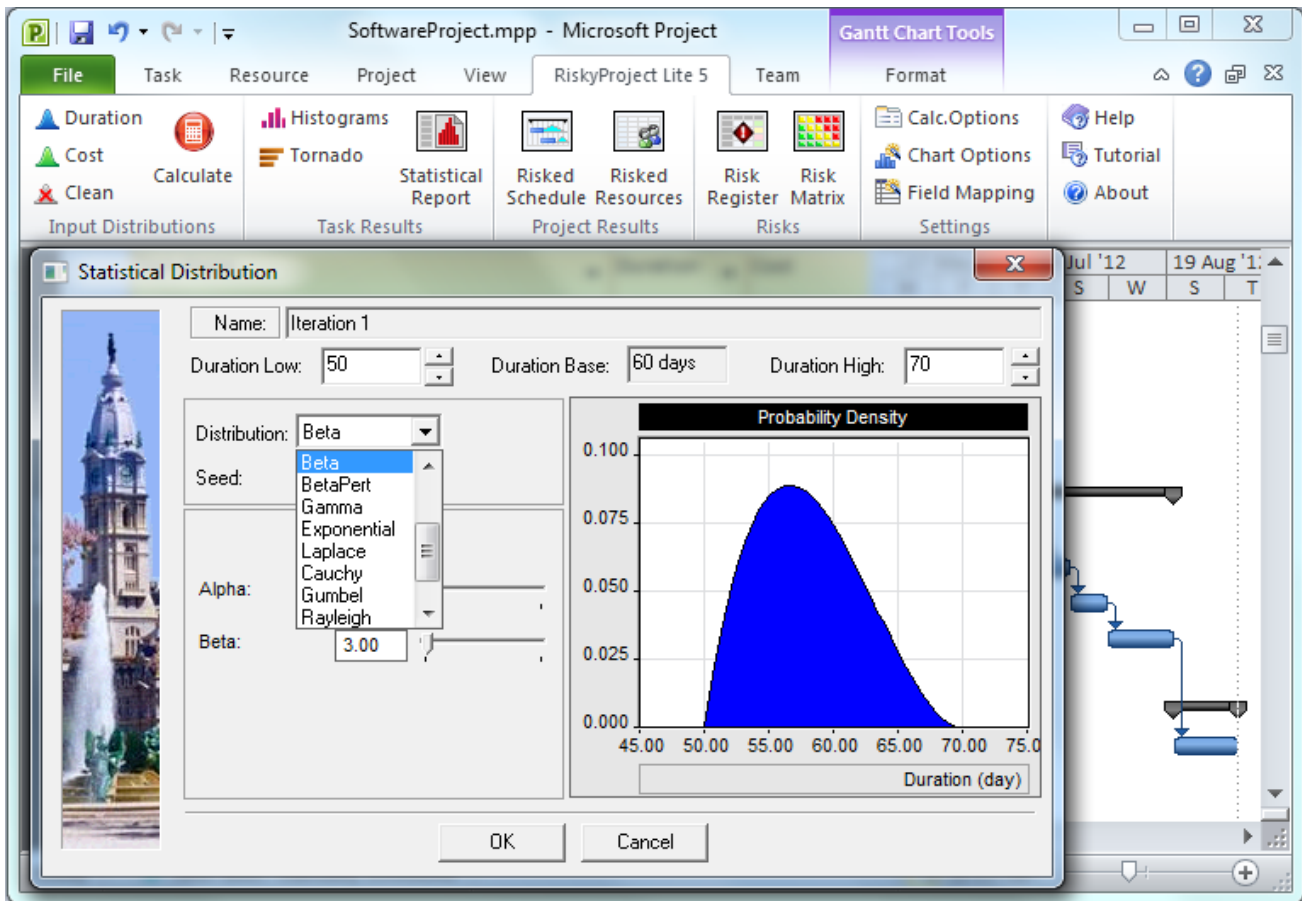 SoftwareProject.mpp - Microsoft Project
Gantt Chart Tools
File Task Resource Project View RiskyProject Lite 5 Team Format
Duration
Cost
Clean
Calculate
Input Distributions
Histograms
Tornado
Statistical
Report
Task Results
Risked
Schedule
Risked
Resources
Project Results
Risk
Register
Risk
Matrix
Risks
Calc.Options
Chart Options
Field Mapping
Settings
Help
Tutorial
About
Statistical Distribution
Jul '12
19 Aug '1
S W S T
Name: Iteration 1
Duration Low: 50
Duration Base: 60 days
Duration High: 70
Distribution: Beta
Seed:
Beta
BetaPert
Gamma
Exponential
Laplace
Cauchy
Gumbel
Rayleigh
Alpha:
Beta: 3.00
Probability Density
0.100
0.075
0.050
0.025
0.000
45.00 50.00 55.00 60.00 65.00 70.00 75.0
Duration (day)
OK
Cancel